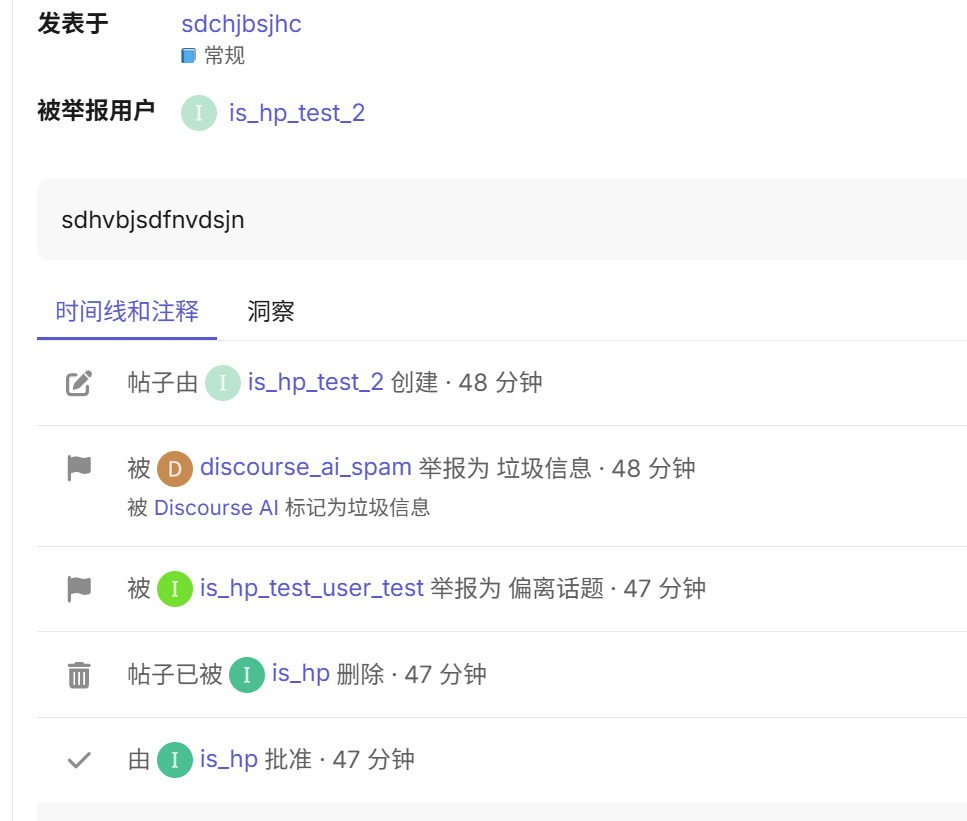 发表于 sdchjbsjhc
常规
被举报用户 I is_hp_test_2
sdhvbjsdfnvdsjn
时间线和注释 洞察
帖子由 I is_hp_test_2 创建 · 48 分钟
被 D discourse_ai_spam 举报为 垃圾信息 · 48 分钟
被 Discourse AI 标记为垃圾信息
被 I is_hp_test_user_test 举报为 偏离话题 · 47 分钟
帖子已被 I is_hp 删除 · 47 分钟
由 I is_hp 批准 · 47 分钟